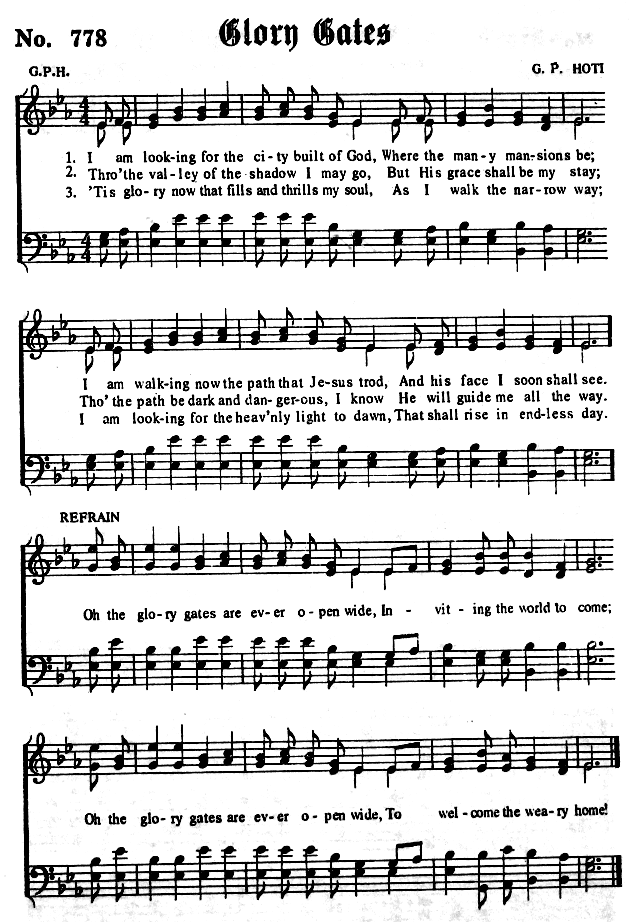 No. 778 Glory Gates
G.P.H. G. P. HOTI
1. I am look-ing for the ci-ty built of God, Where the man-y man-sions be;
2. Thro' the val-ley of the shadow I may go, But His grace shall be my stay;
3. 'Tis glo-ry now that fills and thrills my soul, As I walk the nar-row way;
I am walk-ing now the path that Je-sus trod, And his face I soon shall see.
Tho' the path be dark and dan-ger-ous, I know He will guide me all the way.
I am look-ing for the heav'nly light to dawn, That shall rise in end-less day.
REFRAIN
Oh the glo-ry gates are ev-er o-pen wide, In - vit-ing the world to come;
Oh the glo-ry gates are ev-er o-pen wide, To wel-come the wea-ry home!